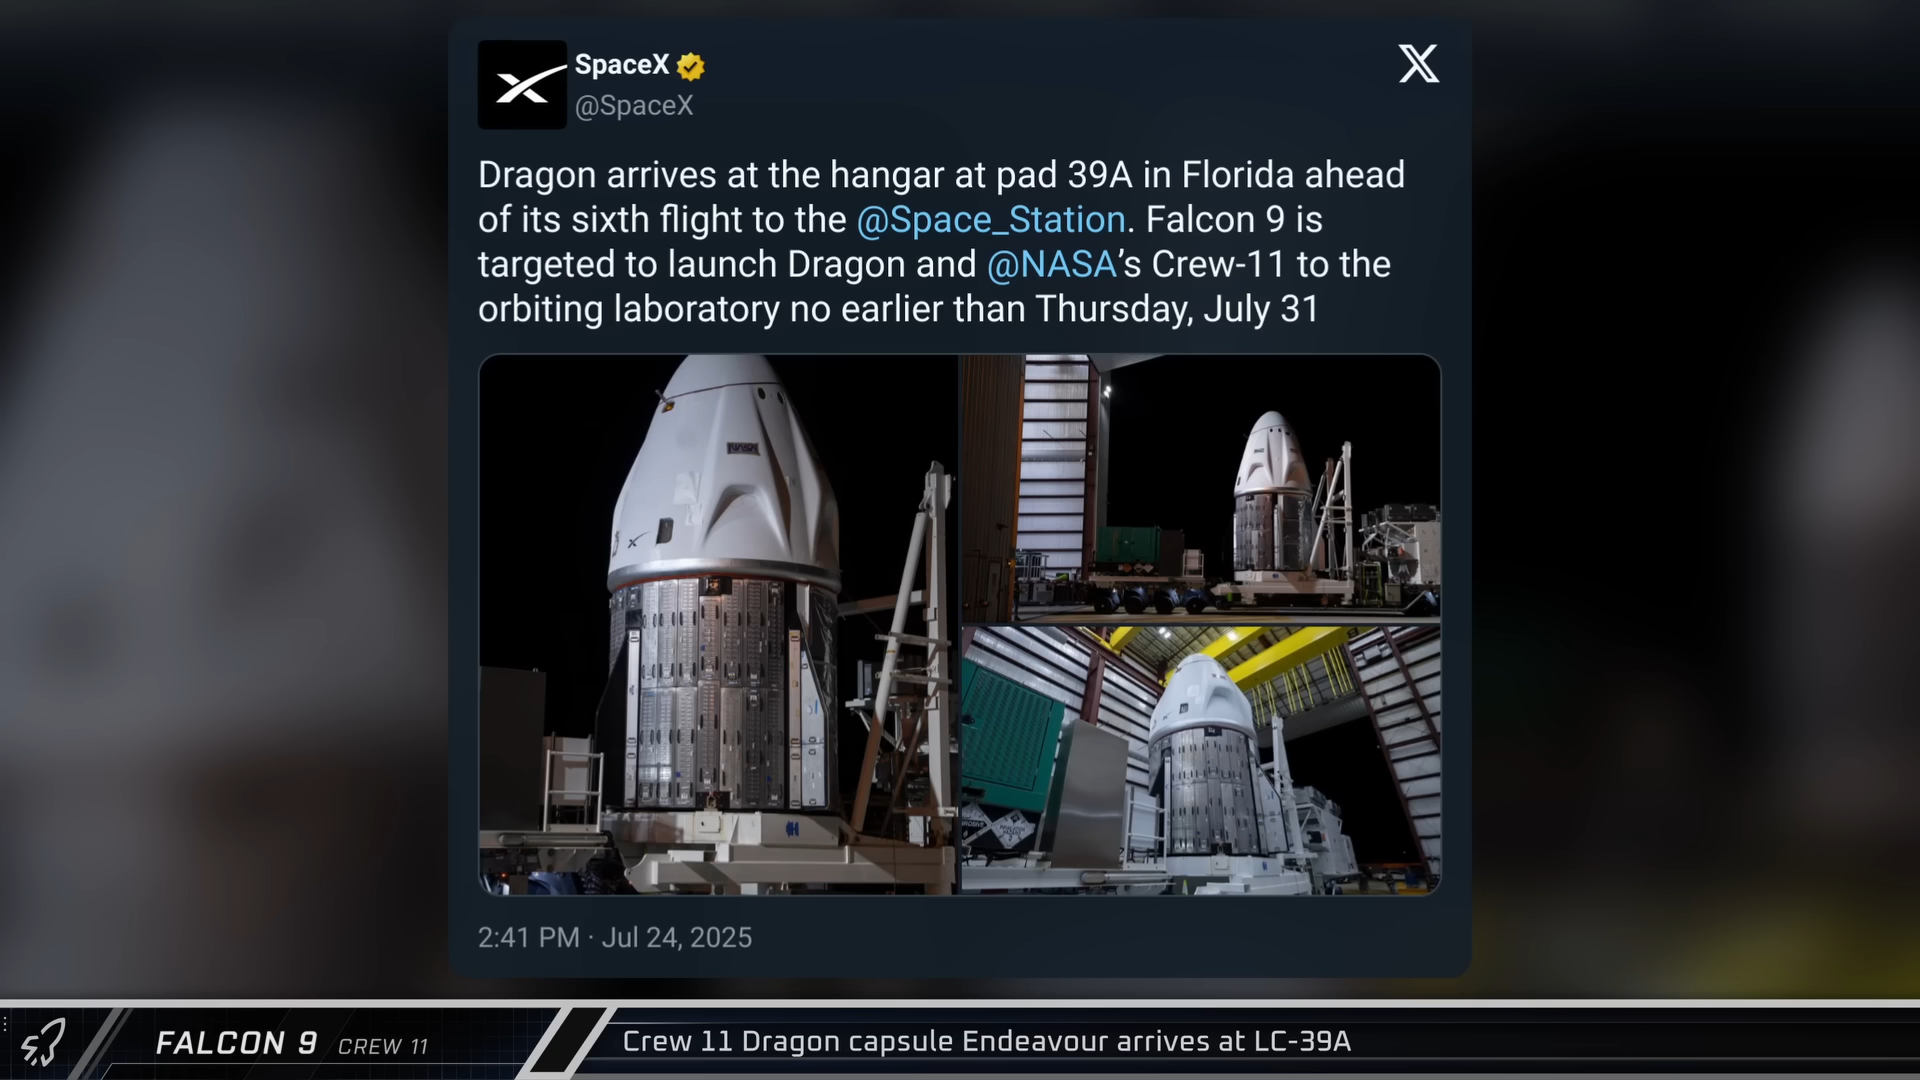 SpaceX
@SpaceX
Dragon arrives at the hangar at pad 39A in Florida ahead
of its sixth flight to the @Space_Station. Falcon 9 is
targeted to launch Dragon and @NASA’s Crew-11 to the
orbiting laboratory no earlier than Thursday, July 31
NASA
2:41 PM · Jul 24, 2025
FALCON 9 CREW 11
Crew 11 Dragon capsule Endeavour arrives at LC-39A